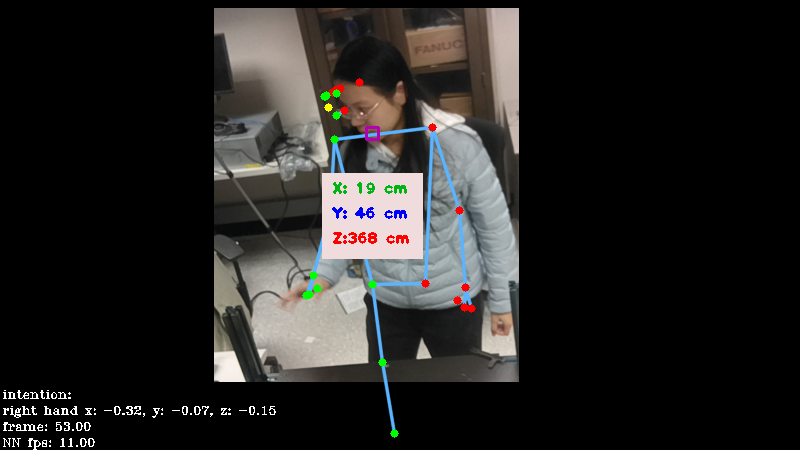 FANUC
X: 19 cm
Y: 46 cm
Z:368 cm
intention:
right hand x: -0.32, y: -0.07, z: -0.15
frame: 53.00
NN fps: 11.00